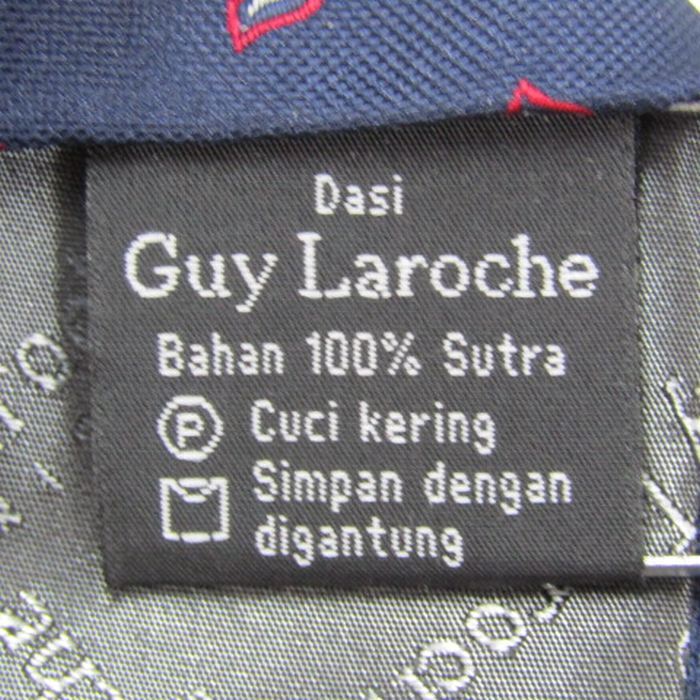 Dasi
Guy Laroche
Bahan 100% Sutra
P Cuci kering
Simpan dengan
digantung